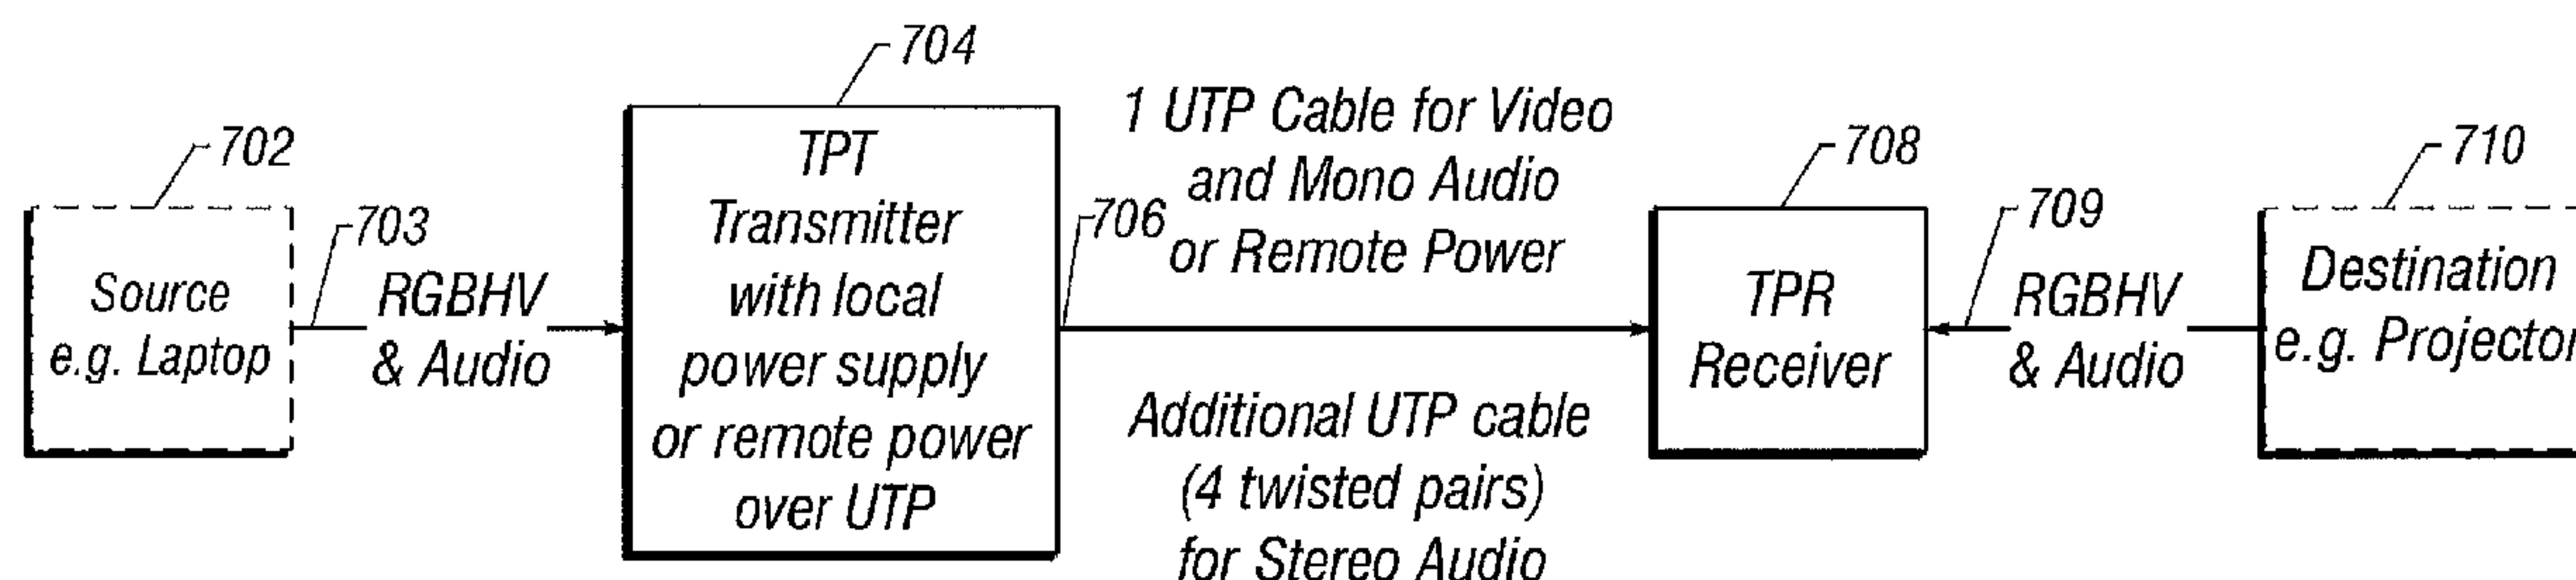 702
Source
e.g. Laptop
703
RGBHV
& Audio
704
TPT
Transmitter
with local
power supply
or remote power
over UTP
1 UTP Cable for Video
and Mono Audio
or Remote Power
706
Additional UTP cable
(4 twisted pairs)
for Stereo Audio
708
TPR
Receiver
709
RGBHV
& Audio
710
Destination
e.g. Projector